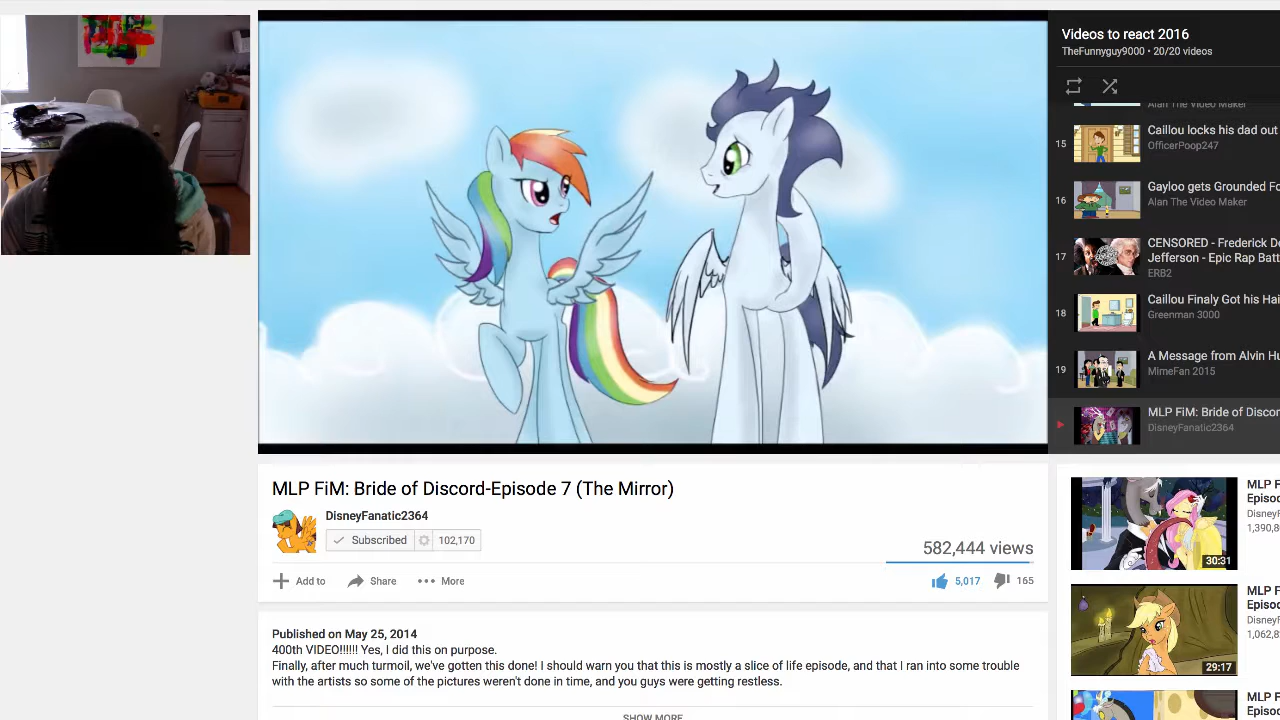 Videos to react 2016
TheFunnyguy9000 • 20/20 videos
Alan The Video Maker
15
Caillou locks his dad out
OfficerPoop247
16
Gayloo gets Grounded Fo
Alan The Video Maker
17
CENSORED - Frederick Do
Jefferson - Epic Rap Batt
ERB2
18
Caillou Finaly Got his Hai
Greenman 3000
19
A Message from Alvin Hu
MimeFan 2015
MLP FiM: Bride of Discor
DisneyFanatic2364
MLP FiM: Bride of Discord-Episode 7 (The Mirror)
DisneyFanatic2364
Subscribed 102,170
582,444 views
Add to Share More
5,017 165
Published on May 25, 2014
400th VIDEO!!!!!! Yes, I did this on purpose.
Finally, after much turmoil, we've gotten this done! I should warn you that this is mostly a slice of life episode, and that I ran into some trouble
with the artists so some of the pictures weren't done in time, and you guys were getting restless.
SHOW MORE
MLP F
Episo
DisneyF
1,390,8
30:31
MLP F
Episo
DisneyF
1,062,8
29:17
MLP F
Episo